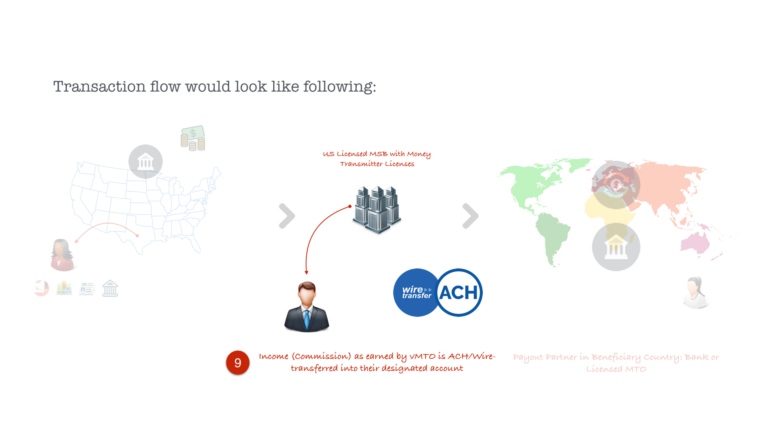 Transaction flow would look like following:
US Licensed MSB with Money
Transmitter Licenses
wire
transfer
ACH
9
Income (Commission) as earned by vMTO is ACH/Wire-
transferred into their designated account
Payout Partner in Beneficiary Country: Bank or
Licensed MTO